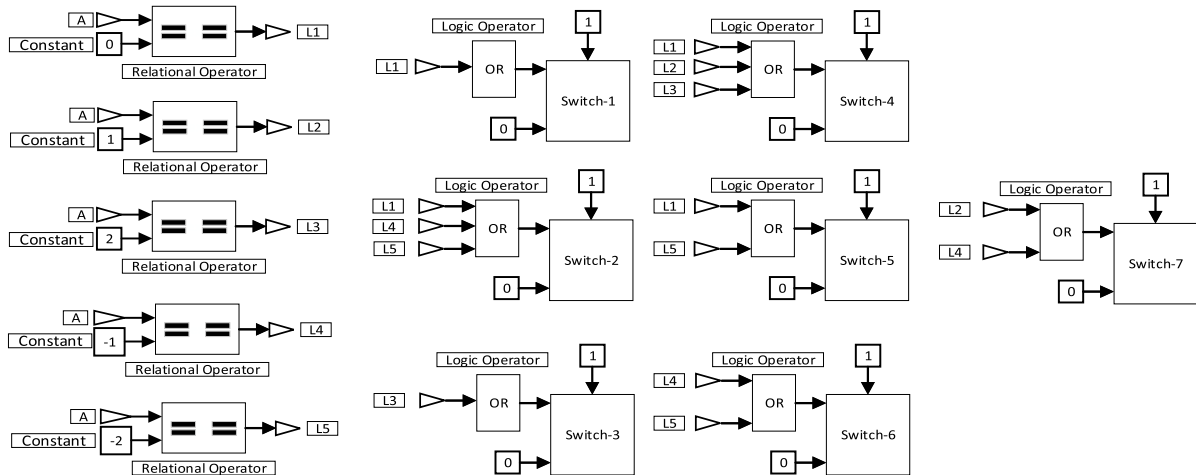 A
Constant
0
L1
Relational Operator
A
Constant
1
L2
Relational Operator
A
Constant
2
L3
Relational Operator
A
Constant
-1
L4
Relational Operator
A
Constant
-2
L5
Relational Operator
Logic Operator
1
L1
OR
Switch-1
0
Logic Operator
1
L1
L4
L5
OR
Switch-2
0
Logic Operator
1
L3
OR
Switch-3
0
Logic Operator
1
L1
L2
L3
OR
Switch-4
0
Logic Operator
1
L1
L5
OR
Switch-5
0
Logic Operator
1
L4
L5
OR
Switch-6
0
Logic Operator
1
L2
L4
OR
Switch-7
0